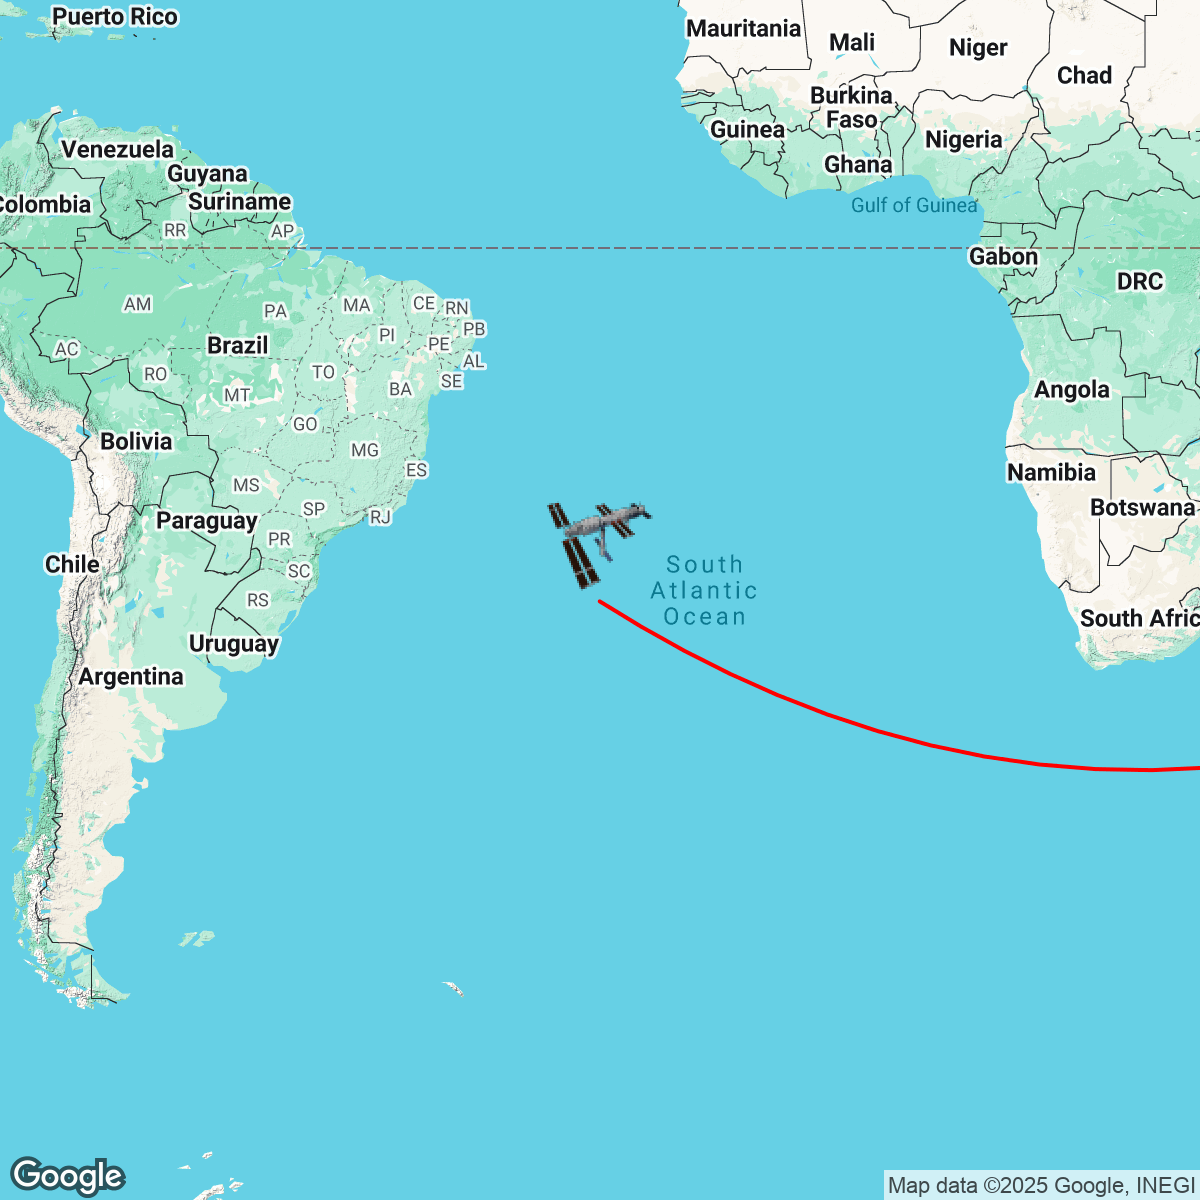 Puerto Rico
Mauritania
Mali
Niger
Chad
Burkina
Faso
Guinea
Nigeria
Ghana
Venezuela
Guyana
Colombia
Suriname
Gulf of Guinea
RR
AP
Gabon
DRC
AM
PA
MA
CE
RN
PI
PB
PE
Brazil
AC
AL
RO
TO
SE
MT
BA
Angola
GO
Bolivia
MG
ES
Namibia
MS
SP
RJ
Botswana
Paraguay
PR
Chile
SC
South
Atlantic
Ocean
RS
South Afric
Uruguay
Argentina
Google
Map data ©2025 Google, INEGI